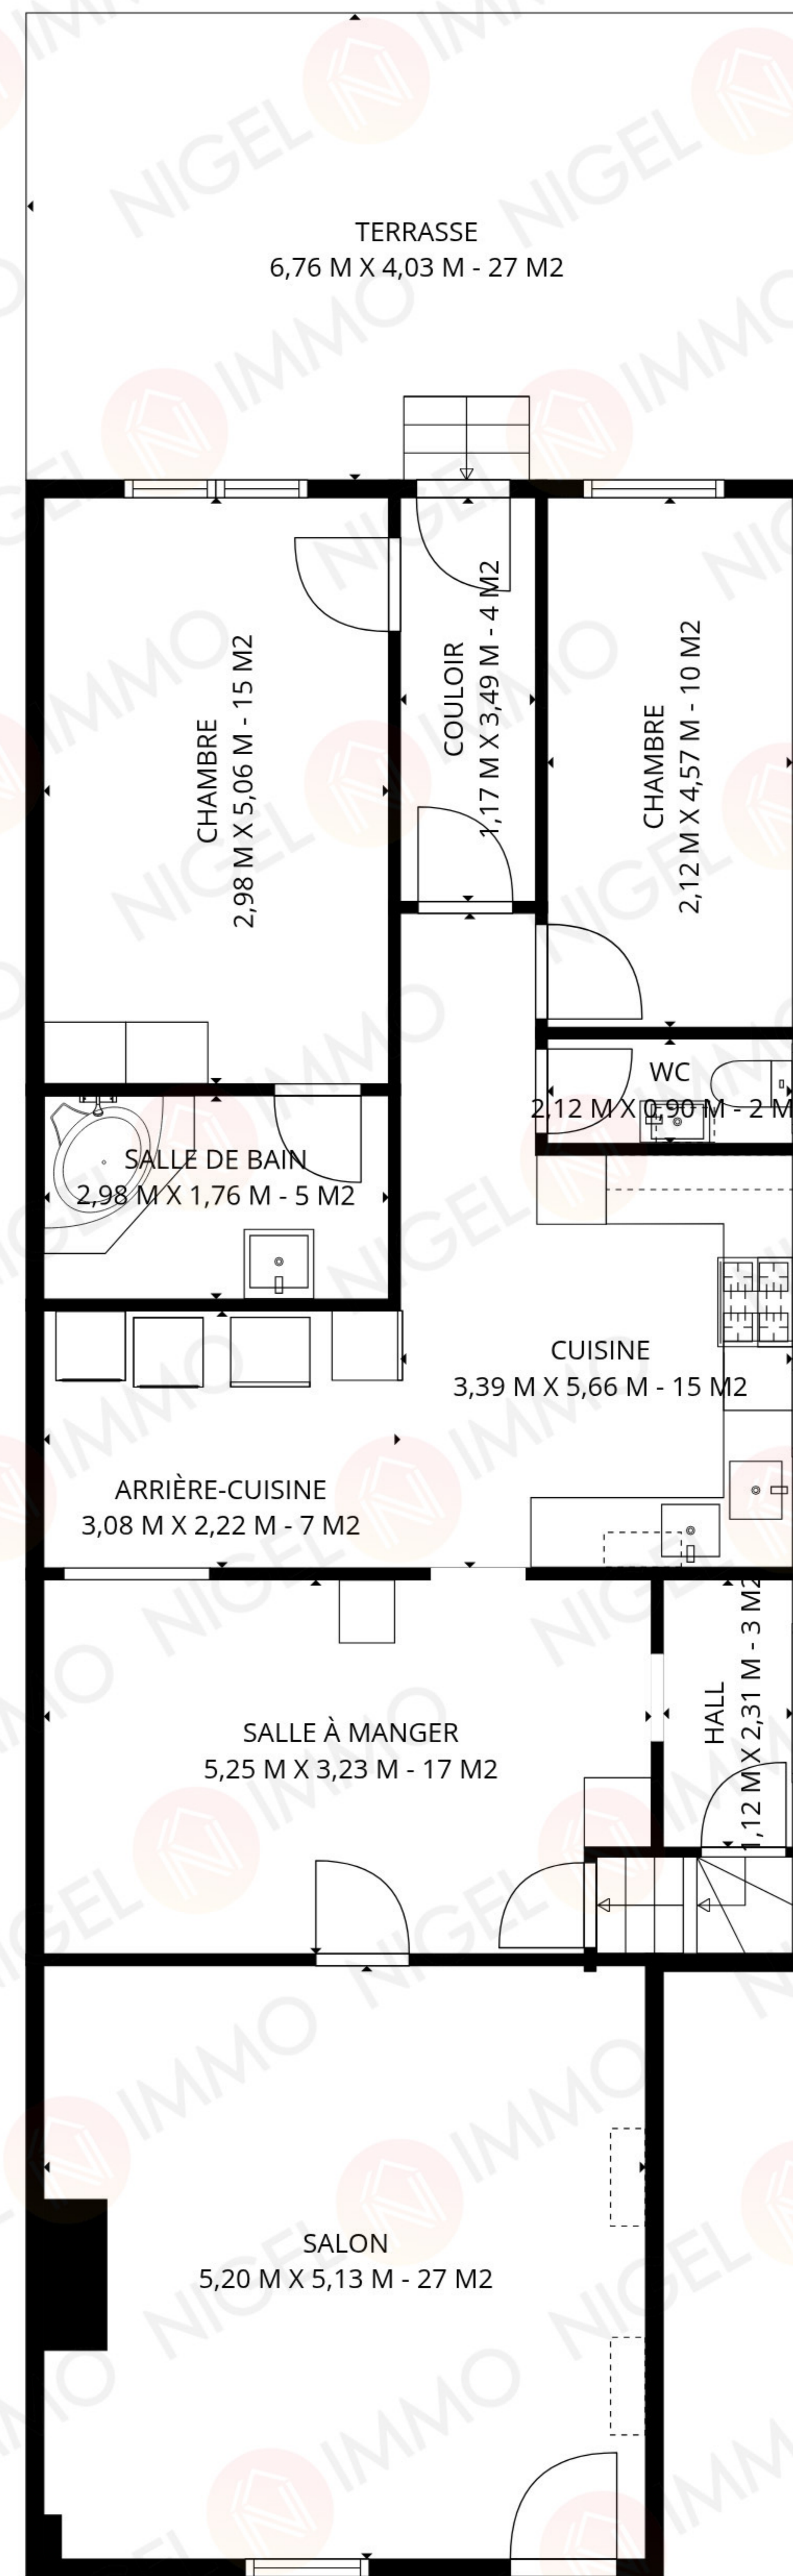 TERRASSE
6,76 M X 4,03 M - 27 M2
CHAMBRE
2,98 M X 5,06 M - 15 M2
COULOIR
1,17 M X 3,49 M - 4 M2
CHAMBRE
2,12 M X 4,57 M - 10 M2
WC
2,12 M X 0,90 M - 2 M
SALLE DE BAIN
2,98 M X 1,76 M - 5 M2
CUISINE
3,39 M X 5,66 M - 15 M2
ARRIÈRE-CUISINE
3,08 M X 2,22 M - 7 M2
HALL
1,12 M X 2,31 M - 3 M2
SALLE À MANGER
5,25 M X 3,23 M - 17 M2
SALON
5,20 M X 5,13 M - 27 M2
NIGEL IMMO